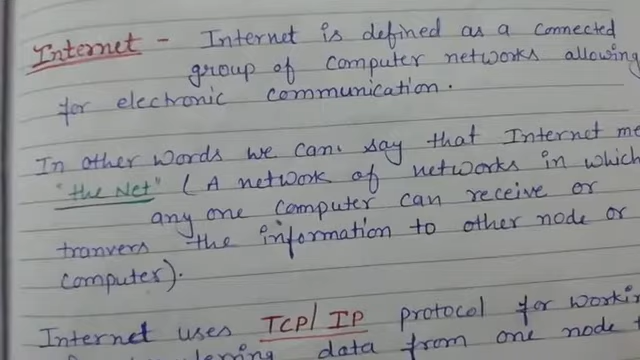 Internet - Internet is defined as a connected
group of computer networks allowing
for electronic communication.
In other words we can. say that Internet me
"the Net" (A network of networks in which
any one computer can receive or
tranvers the information to other node or
computer).
Internet uses TCP/IP protocol for workin
data from one node t